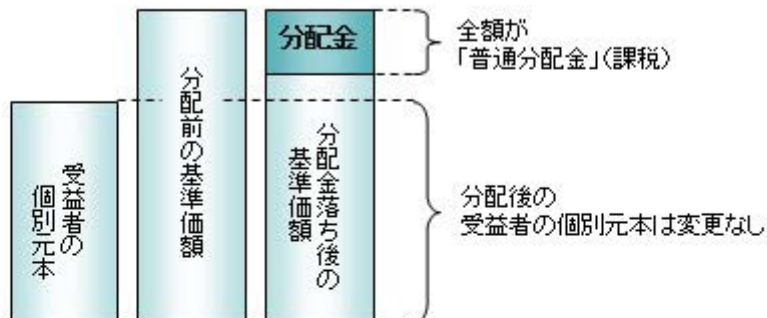 受益者の
個別元本
分配前の基準価額
分配金
分配金落ち後の
基準価額
全額が
「普通分配金」(課税)
分配後の
受益者の個別元本は変更なし